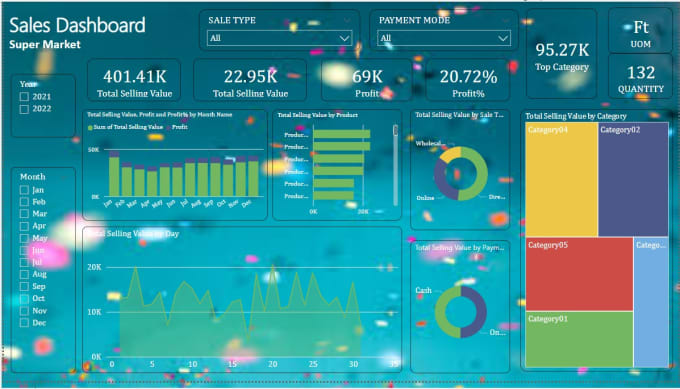 Sales Dashboard
Super Market
SALE TYPE
All
PAYMENT MODE
All
95.27K
Top Category
Ft
UOM
132
QUANTITY
Year
2021
2022
401.41K
Total Selling Value
22.95K
Total Selling Value
69K
Profit
20.72%
Profit%
Total Selling Value, Profit and Profit% by Month Name
Sum of Total Selling Value
Profit
50K
0K
Jan Feb Mar Apr May Jun Jul Aug Sep Oct Nov Dec
Total Selling Value by Product
Produc...
Produc...
Produc...
Produc...
Produc...
Produc...
0K 20K
Total Selling Value by Sale T...
Wholesal...
Online
Dire...
Total Selling Value by Category
Category04
Category02
Category05
Catego...
Category01
Month
Jan
Feb
Mar
Apr
May
Jun
Jul
Aug
Sep
Oct
Nov
Dec
Total Selling Value by Day
20K
10K
0K
0 5 10 15 20 25 30 35
Total Selling Value by Paym...
Cash
On...